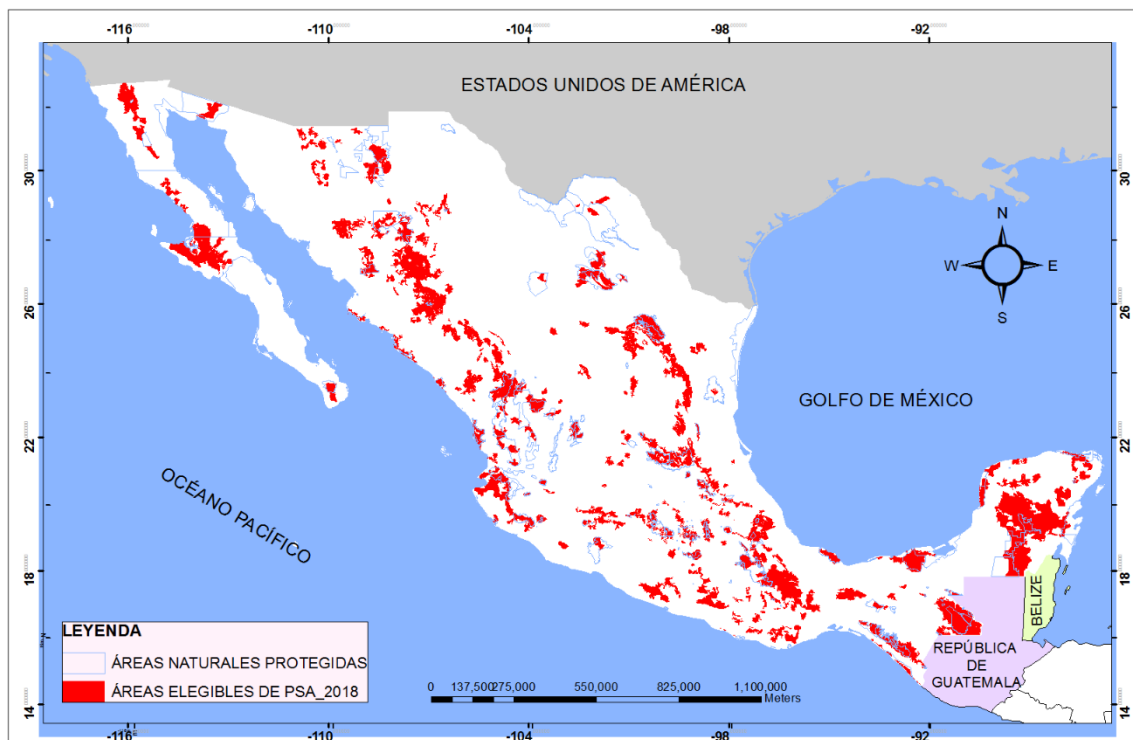 -116
-110
-104
-98
-92
ESTADOS UNIDOS DE AMÉRICA
30
30
N
W
E
S
26
26
GOLFO DE MÉXICO
22
22
OCÉANO PACÍFICO
18
18
BELIZE
REPÚBLICA
DE
GUATEMALA
LEYENDA
ÁREAS NATURALES PROTEGIDAS
ÁREAS ELEGIBLES DE PSA_2018
0
137,500
275,000
550,000
825,000
1,100,000
Meters
14
14
-116
-110
-104
-98
-92